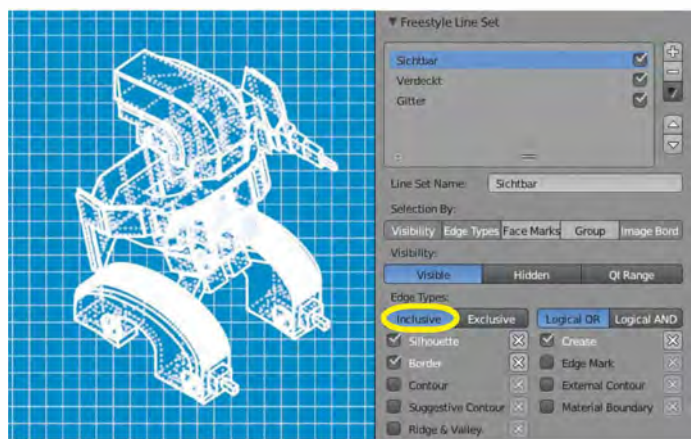 Freestyle Line Set
Sichtbar
Verdeckt
Gitter
Line Set Name: Sichtbar
Selection By:
Visibility Edge Types Face Marks Group Image Bord
Visibility:
Visible Hidden QI Range
Edge Types:
Inclusive Exclusive Logical OR Logical AND
Silhouette Crease
Border Edge Mark
Contour External Contour
Suggestive Contour Material Boundary
Ridge & Valley